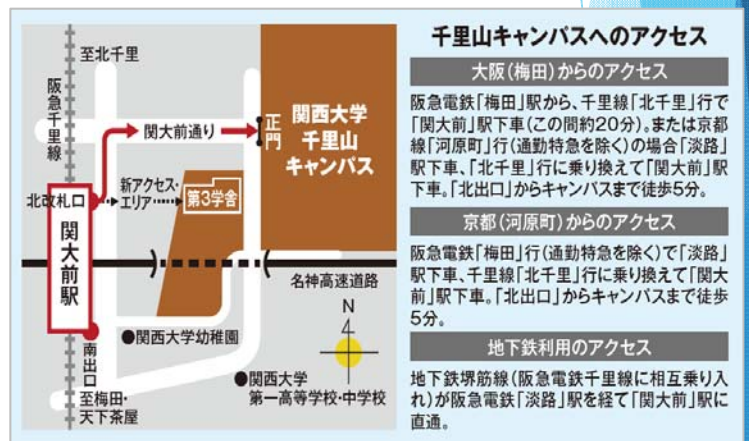 至北千里
阪急千里線
関大前通り
正門
関西大学
千里山
キャンパス
北改札口
新アクセス・
エリア
第3学舎
関大前駅
名神高速道路
N
●関西大学幼稚園
南出口
●関西大学
第一高等学校・中学校
至梅田・
天下茶屋
千里山キャンパスへのアクセス
大阪(梅田)からのアクセス
阪急電鉄「梅田」駅から、千里線「北千里」行で
「関大前」駅下車(この間約20分)。または京都
線「河原町」行(通勤特急を除く)の場合「淡路」
駅下車、「北千里」行に乗り換えて「関大前」駅
下車。「北出口」からキャンパスまで徒歩5分。
京都(河原町)からのアクセス
阪急電鉄「梅田」行(通勤特急を除く)で「淡路」
駅下車、千里線「北千里」行に乗り換えて「関大
前」駅下車。「北出口」からキャンパスまで徒歩
5分。
地下鉄利用のアクセス
地下鉄堺筋線(阪急電鉄千里線に相互乗り入
れ)が阪急電鉄「淡路」駅を経て「関大前」駅に
直通。